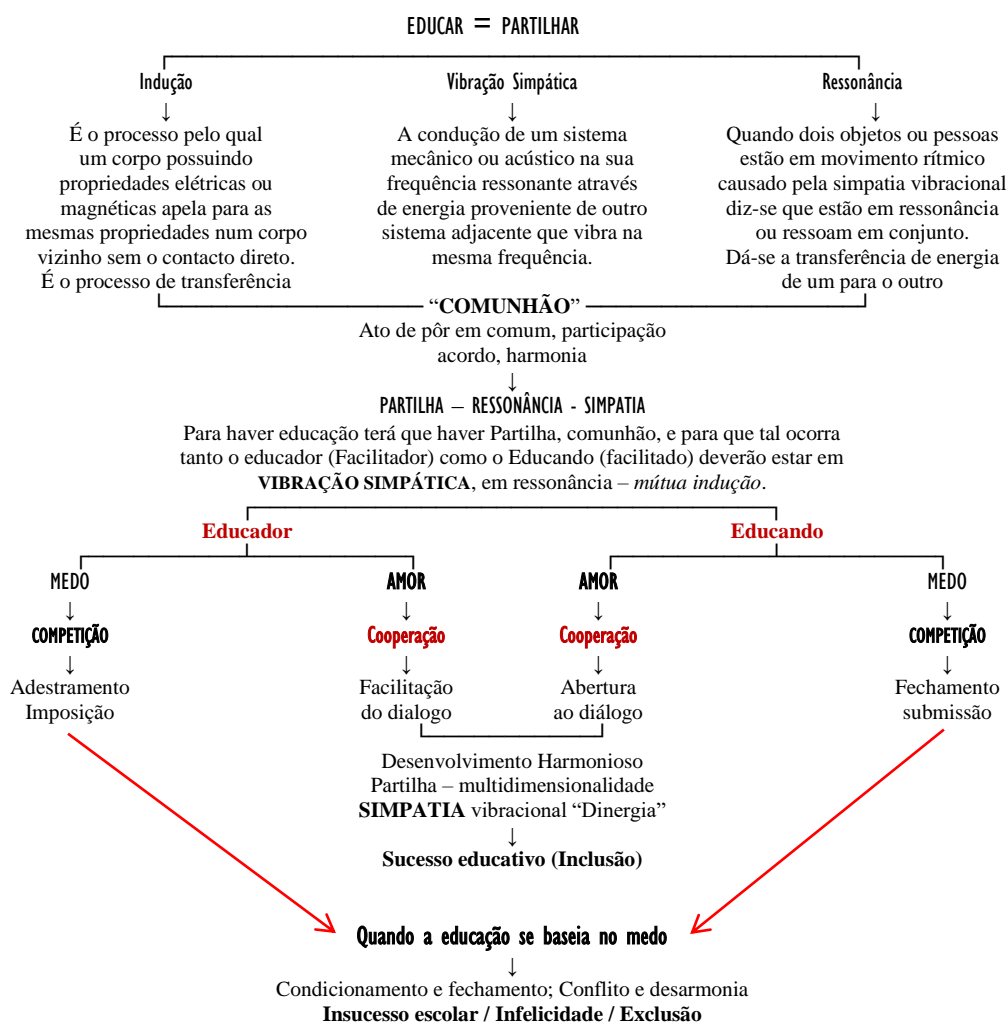 EDUCAR = PARTILHAR
Indução
↓
É o processo pelo qual
um corpo possuindo
propriedades elétricas ou
magnéticas apela para as
mesmas propriedades num corpo
vizinho sem o contacto direto.
É o processo de transferência
Vibração Simpática
↓
A condução de um sistema
mecânico ou acústico na sua
frequência ressonante através
de energia proveniente de outro
sistema adjacente que vibra na
mesma frequência.
Ressonância
↓
Quando dois objetos ou pessoas
estão em movimento rítmico
causado pela simpatia vibracional
diz-se que estão em ressonância
ou ressoam em conjunto.
Dá-se a transferência de energia
de um para o outro
“COMUNHÃO”
Ato de pôr em comum, participação
acordo, harmonia
↓
PARTILHA – RESSONÂNCIA - SIMPATIA
Para haver educação terá que haver Partilha, comunhão, e para que tal ocorra
tanto o educador (Facilitador) como o Educando (facilitado) deverão estar em
VIBRAÇÃO SIMPÁTICA, em ressonância – mútua indução.
Educador
MEDO
↓
COMPETIÇÃO
↓
Adestramento
Imposição
AMOR
↓
Cooperação
↓
Facilitação
do dialogo
Educando
AMOR
↓
Cooperação
↓
Abertura
ao diálogo
MEDO
↓
COMPETIÇÃO
↓
Fechamento
submissão
Desenvolvimento Harmonioso
Partilha – multidimensionalidade
SIMPATIA vibracional “Dinergia”
↓
Sucesso educativo (Inclusão)
Quando a educação se baseia no medo
↓
Condicionamento e fechamento; Conflito e desarmonia
Insucesso escolar / Infelicidade / Exclusão